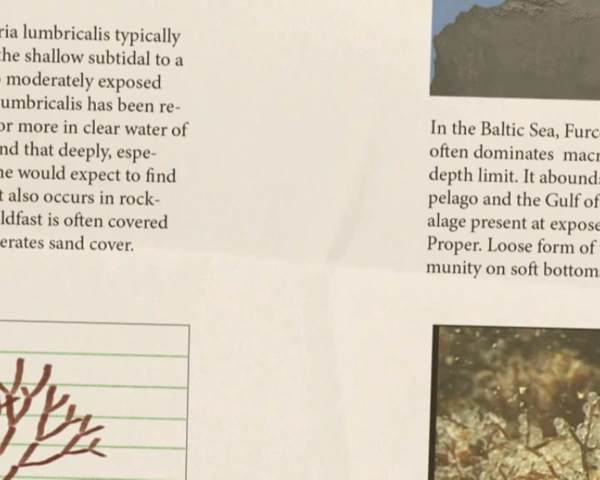 ria lumbricalis typically
the shallow subtidal to a
moderately exposed
umbricalis has been re-
or more in clear water of
nd that deeply, espe-
ne would expect to find
t also occurs in rock-
ldfast is often covered
erates sand cover.
In the Baltic Sea, Furc
often dominates macr
depth limit. It abound
pelago and the Gulf of
alage present at expose
Proper. Loose form of
munity on soft bottom